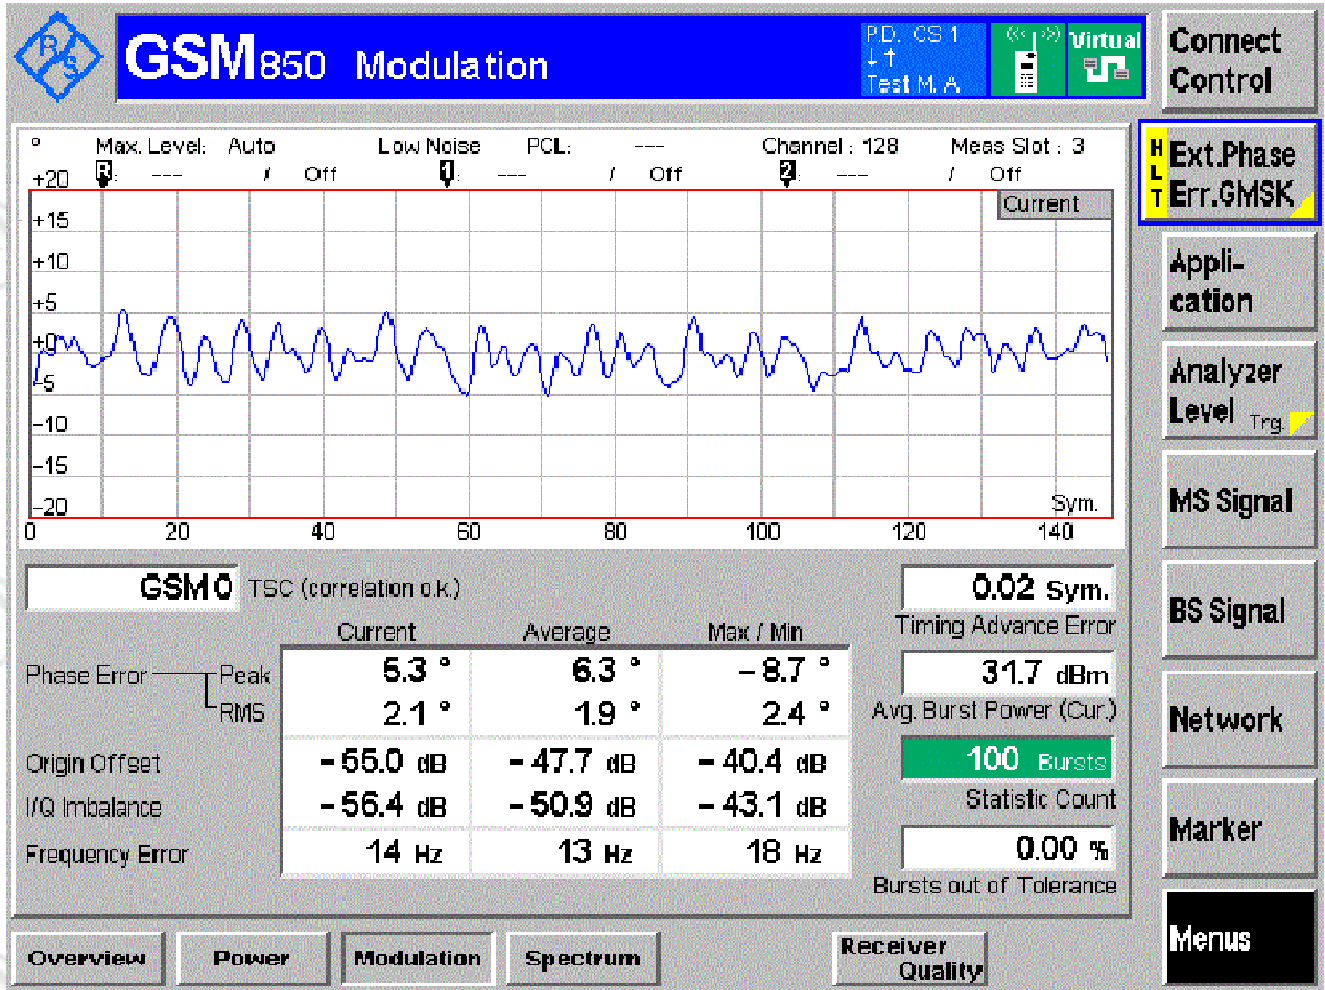 R S
GSM850 Modulation
P.D. CS 1
Test M. A.
Virtual
Connect
Control
° Max. Level: Auto Low Noise PCL: --- Channel : 128 Meas Slot : 3
R: --- / Off 1: --- / Off 2: --- / Off
Current
+20
+15
+10
+5
+0
-5
-10
-15
-20
Sym.
0 20 40 60 80 100 120 140
HLT
Ext.Phase
Err.GMSK
Appli-
cation
Analyzer
Level Trg.
MS Signal
BS Signal
Network
Marker
Menus
GSM 0 TSC (correlation o.k.)
0.02 Sym.
Timing Advance Error
Current Average Max / Min
Phase Error Peak 5.3 ° 6.3 ° -8.7 °
RMS 2.1 ° 1.9 ° 2.4 °
Origin Offset -55.0 dB -47.7 dB -40.4 dB
I/Q Imbalance -56.4 dB -50.9 dB -43.1 dB
Frequency Error 14 Hz 13 Hz 18 Hz
31.7 dBm
Avg. Burst Power (Cur.)
100 Bursts
Statistic Count
0.00 %
Bursts out of Tolerance
Overview Power Modulation Spectrum
Receiver
Quality